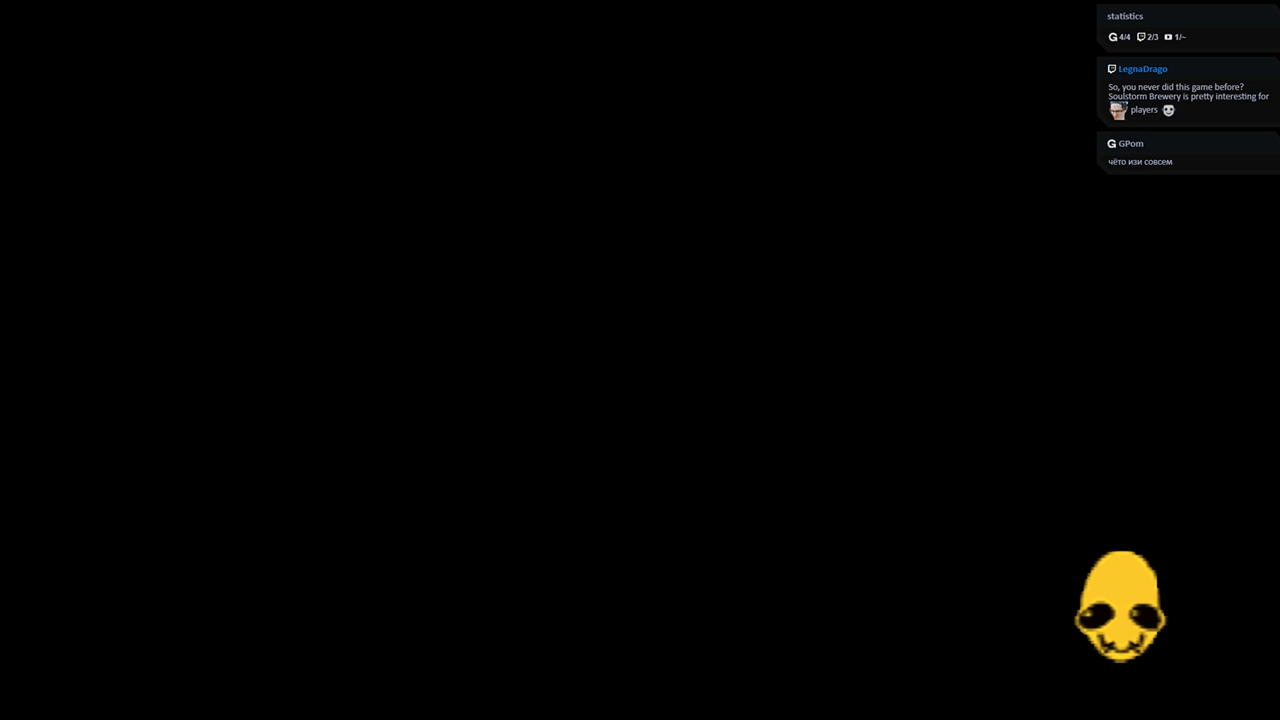 statistics
4/4 2/3 1/~
LegnaDrago
So, you never did this game before?
Soulstorm Brewery is pretty interesting for
players
GPom
чёто изи совсем